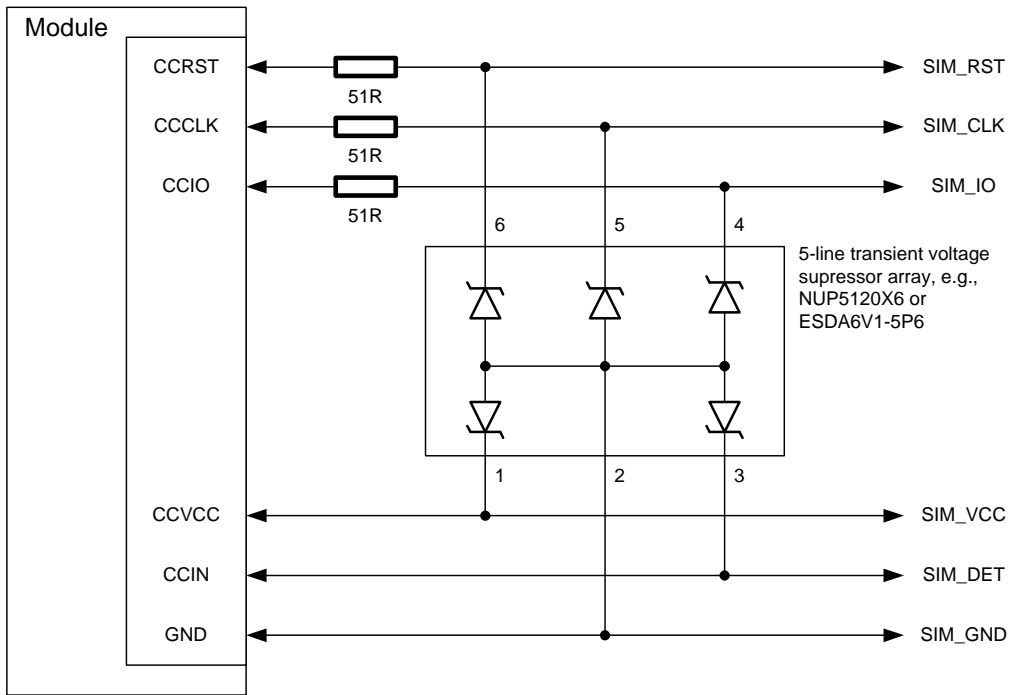 Module
CCRST
SIM_RST
51R
CCCLK
SIM_CLK
51R
CCIO
SIM_IO
51R
6
5
4
5-line transient voltage
supressor array, e.g.,
NUP5120X6 or
ESDA6V1-5P6
1
2
3
CCVCC
SIM_VCC
CCIN
SIM_DET
GND
SIM_GND